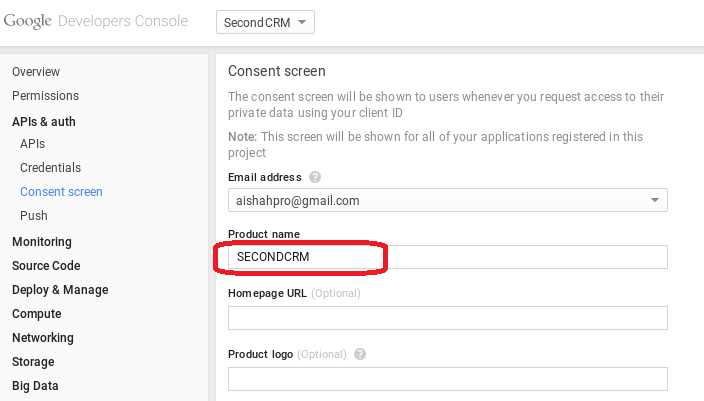 Google Developers Console SecondCRM
Overview
Permissions
APIs & auth
APIs
Credentials
Consent screen
Push
Monitoring
Source Code
Deploy & Manage
Compute
Networking
Storage
Big Data
Consent screen
The consent screen will be shown to users whenever you request access to their
private data using your client ID
Note: This screen will be shown for all of your applications registered in this
project
Email address ?
aishahpro@gmail.com
Product name
SECONDCRM
Homepage URL (Optional)
Product logo (Optional) ?